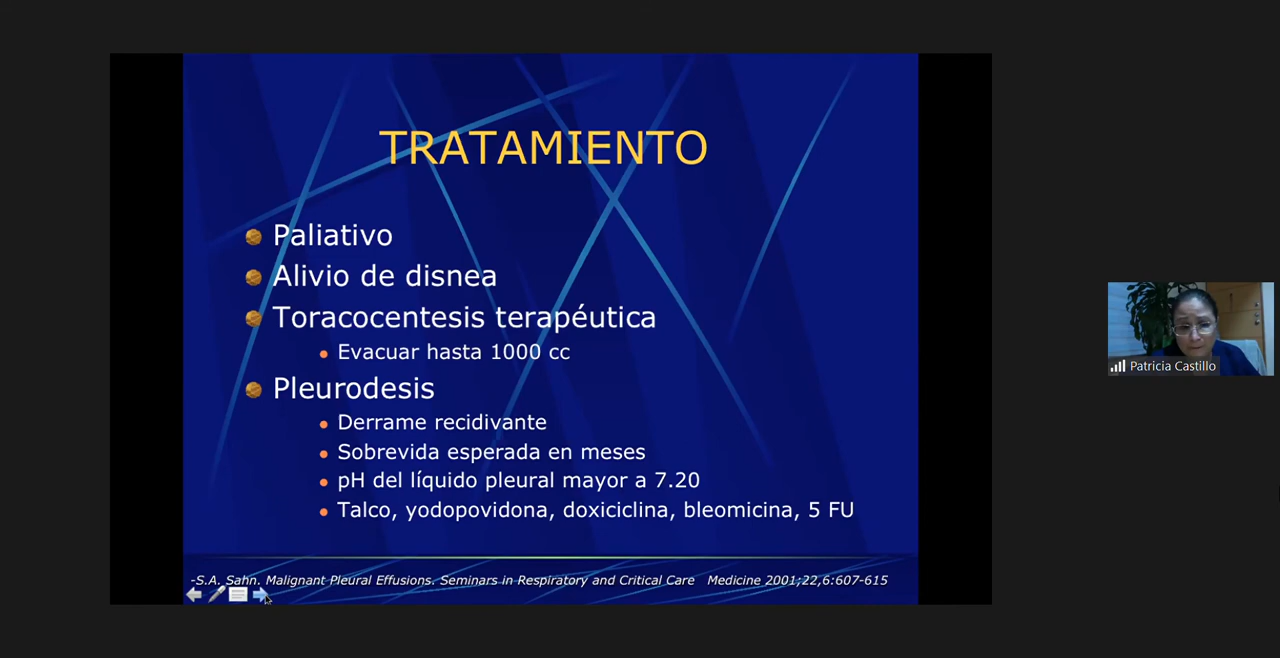 TRATAMIENTO
Paliativo
Alivio de disnea
Toracocentesis terapéutica
Evacuar hasta 1000 cc
Pleurodesis
Derrame recidivante
Sobrevida esperada en meses
pH del líquido pleural mayor a 7.20
Talco, yodopovidona, doxiciclina, bleomicina, 5 FU
-S.A. Sahn. Malignant Pleural Effusions. Seminars in Respiratory and Critical Care Medicine 2001;22,6:607-615
Patricia Castillo